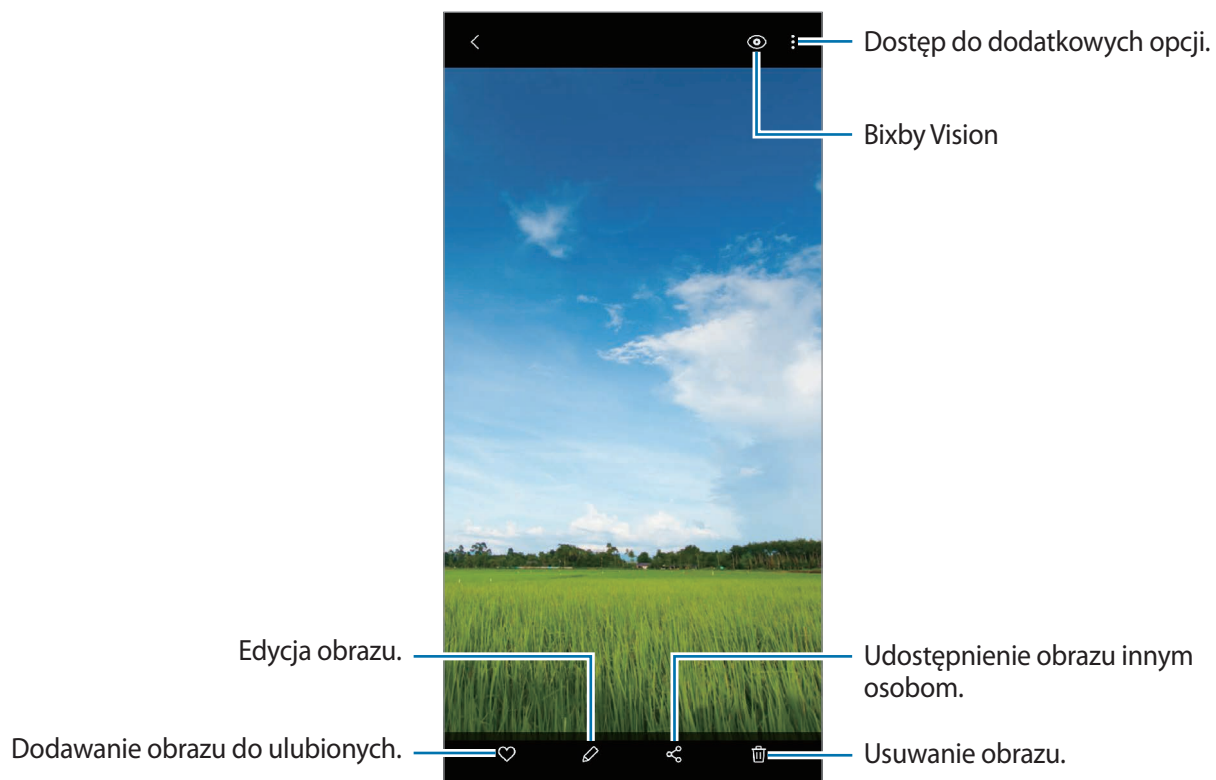 Dostęp do dodatkowych opcji.
Bixby Vision
Edycja obrazu.
Udostępnienie obrazu innym
osobom.
Dodawanie obrazu do ulubionych.
Usuwanie obrazu.